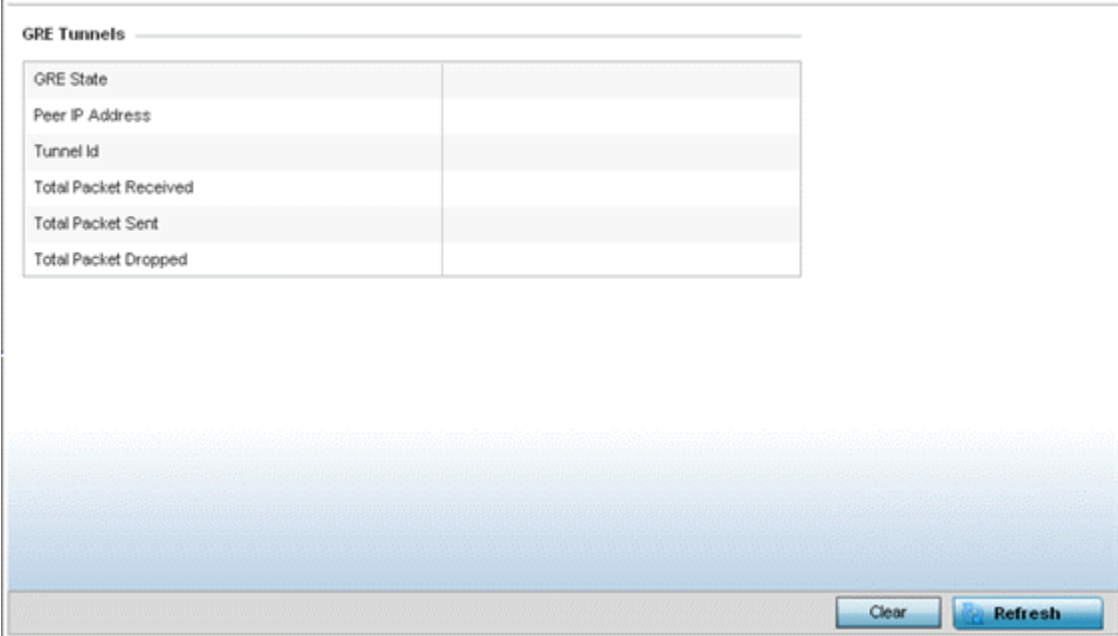 GRE Tunnels
GRE State
Peer IP Address
Tunnel Id
Total Packet Received
Total Packet Sent
Total Packet Dropped
Clear
Refresh